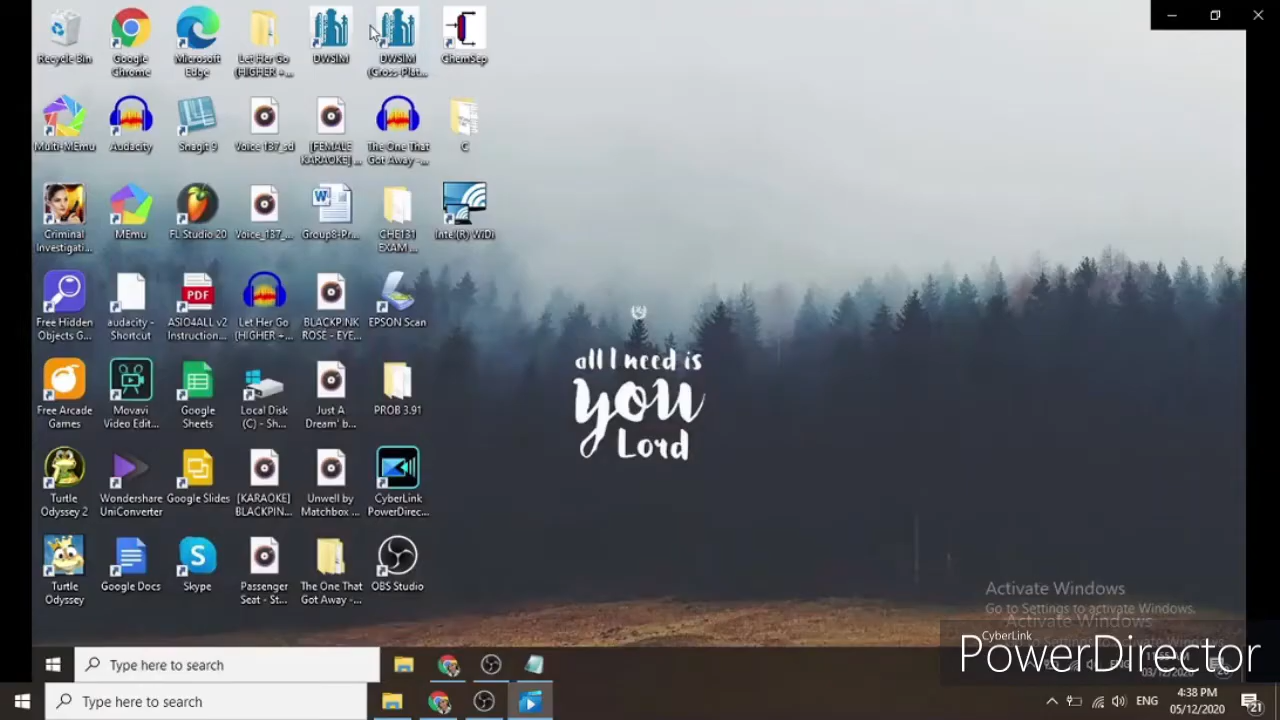 Recycle Bin
Google Chrome
Microsoft Edge
Let Her Go (HIGHER +...
DWSIM
DWSIM (Cross-Plat...
ChemSep
Multi-MEmu
Audacity
Snagit 9
Voice 137_sd
[FEMALE KARAOKE] ...
The One That Got Away -...
C
Criminal Investigati...
MEmu
FL Studio 20
Voice_137_...
Group8-Pr...
CHE131 EXAM ...
Intel(R) WiDi
Free Hidden Objects G...
audacity - Shortcut
ASIO4ALL v2 Instruction...
Let Her Go (HIGHER +...
BLACKPINK ROSÉ - EYE...
EPSON Scan
Free Arcade Games
Movavi Video Edit...
Google Sheets
Local Disk (C) - Sh...
Just A Dream' b...
PROB 3.91
all I need is
you
Lord
Turtle Odyssey 2
Wondershare UniConverter
Google Slides
[KARAOKE] BLACKPIN...
Unwell by Matchbox ...
CyberLink PowerDirec...
Turtle Odyssey
Google Docs
Skype
Passenger Seat - St...
The One That Got Away -...
OBS Studio
Activate Windows
Go to Settings to activate Windows.
Activate Windows
CyberLink
PowerDirector
Type here to search
Type here to search
ENG
4:38 PM
05/12/2020
21